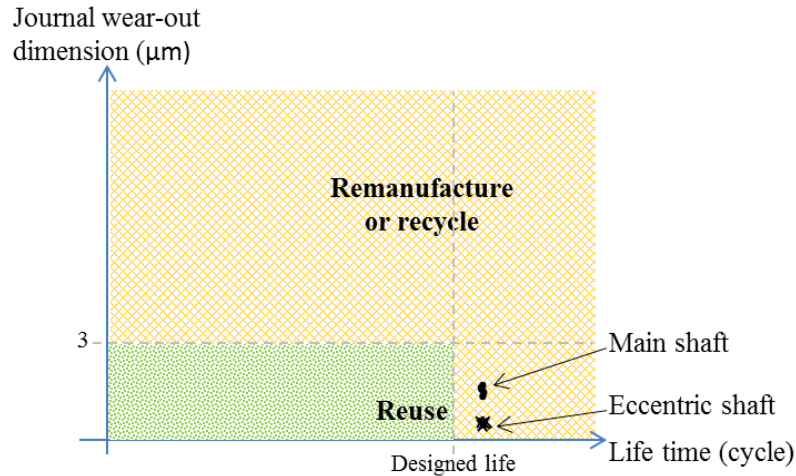 Journal wear-out
dimension (μm)
Remanufacture
or recycle
3
Main shaft
Reuse
Eccentric shaft
Life time (cycle)
Designed life